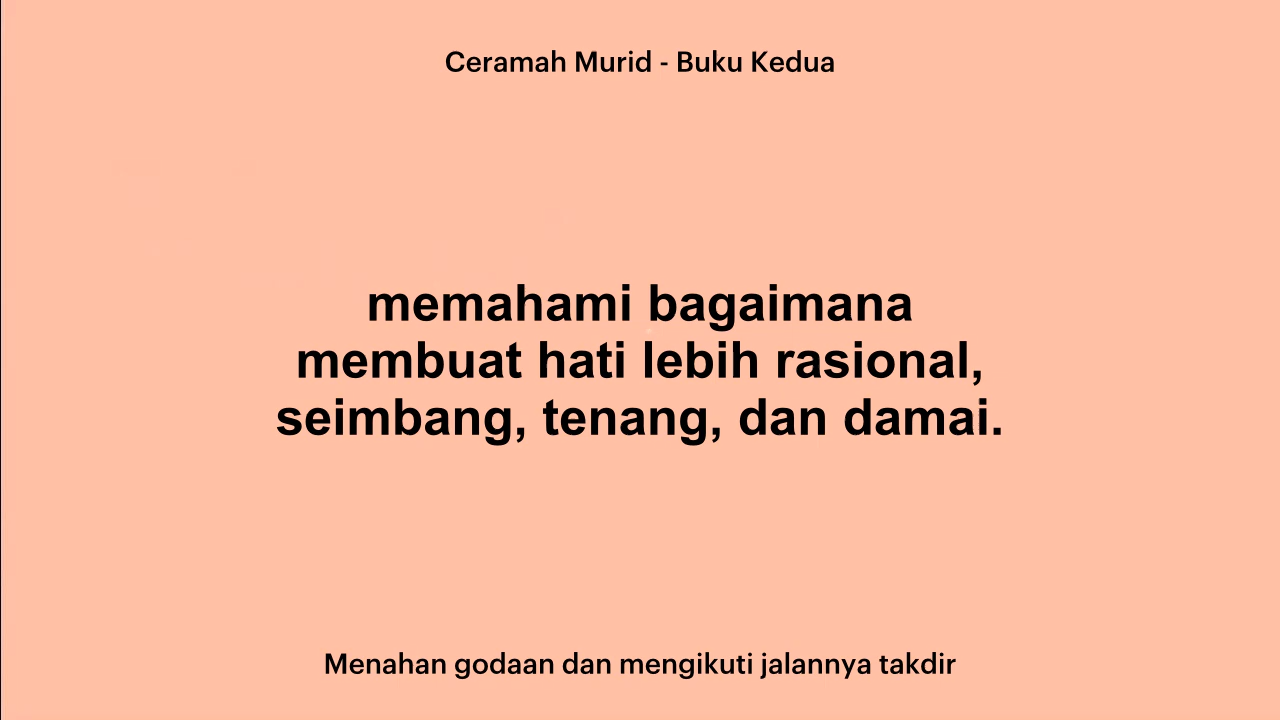 Ceramah Murid - Buku Kedua
memahami bagaimana
membuat hati lebih rasional,
seimbang, tenang, dan damai.
Menahan godaan dan mengikuti jalannya takdir